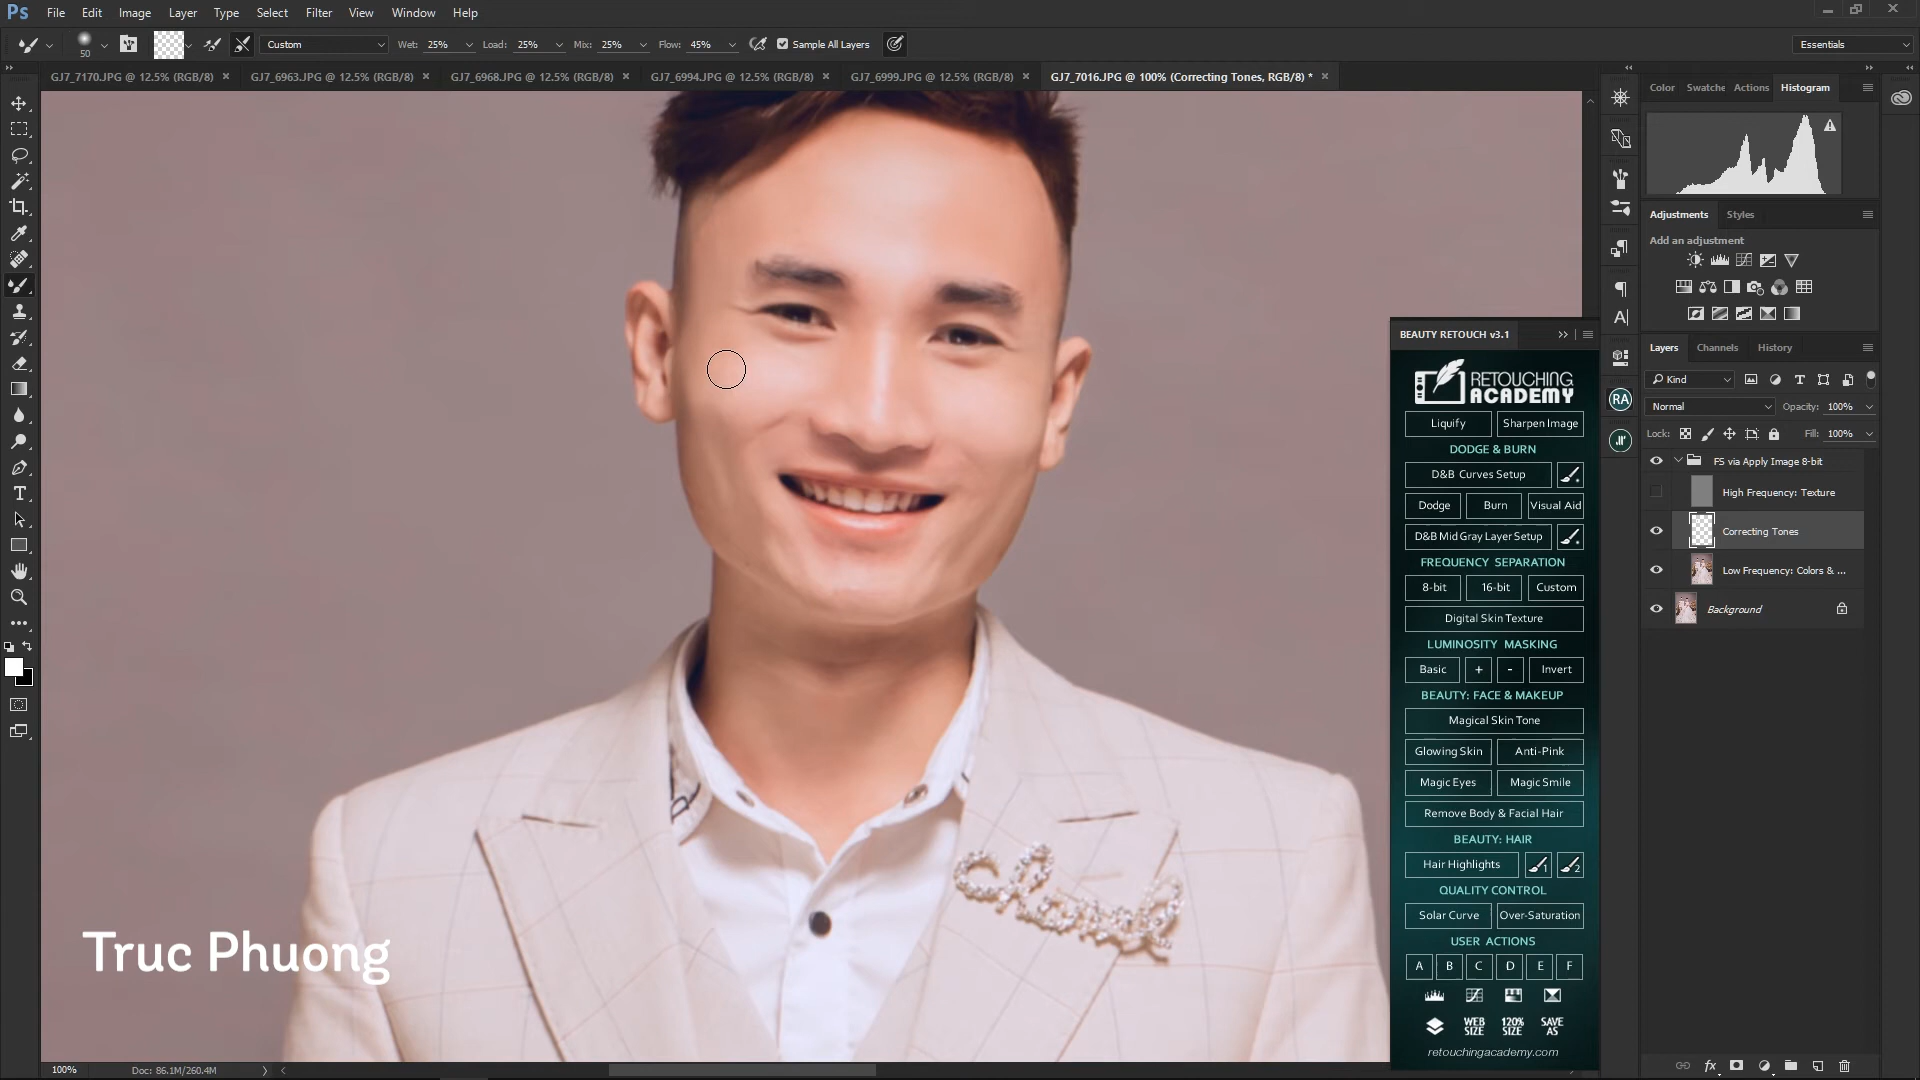 Ps File Edit Image Layer Type Select Filter View Window Help
50 Custom Wet: 25% Load: 25% Mix: 25% Flow: 45% Sample All Layers Essentials
GJ7_7170.JPG @ 12.5% (RGB/8) × GJ7_6963.JPG @ 12.5% (RGB/8) × GJ7_6968.JPG @ 12.5% (RGB/8) × GJ7_6994.JPG @ 12.5% (RGB/8) × GJ7_6999.JPG @ 12.5% (RGB/8) × GJ7_7016.JPG @ 100% (Correcting Tones, RGB/8) * ×
Color Swatche Actions Histogram
Adjustments Styles
Add an adjustment
Layers Channels History
Kind
Normal Opacity: 100%
Lock: Fill: 100%
FS via Apply Image 8-bit
High Frequency: Texture
Correcting Tones
Low Frequency: Colors & ...
Background
BEAUTY RETOUCH v3.1
RETOUCHING
ACADEMY
Liquify Sharpen Image
DODGE & BURN
D&B Curves Setup
Dodge Burn Visual Aid
D&B Mid Gray Layer Setup
FREQUENCY SEPARATION
8-bit 16-bit Custom
Digital Skin Texture
LUMINOSITY MASKING
Basic + - Invert
BEAUTY: FACE & MAKEUP
Magical Skin Tone
Glowing Skin Anti-Pink
Magic Eyes Magic Smile
Remove Body & Facial Hair
BEAUTY: HAIR
Hair Highlights 1 2
QUALITY CONTROL
Solar Curve Over-Saturation
USER ACTIONS
A B C D E F
WEB SIZE 120% SIZE SAVE AS
retouchingacademy.com
RA
Truc Phuong
100% Doc: 86.1M/260.4M